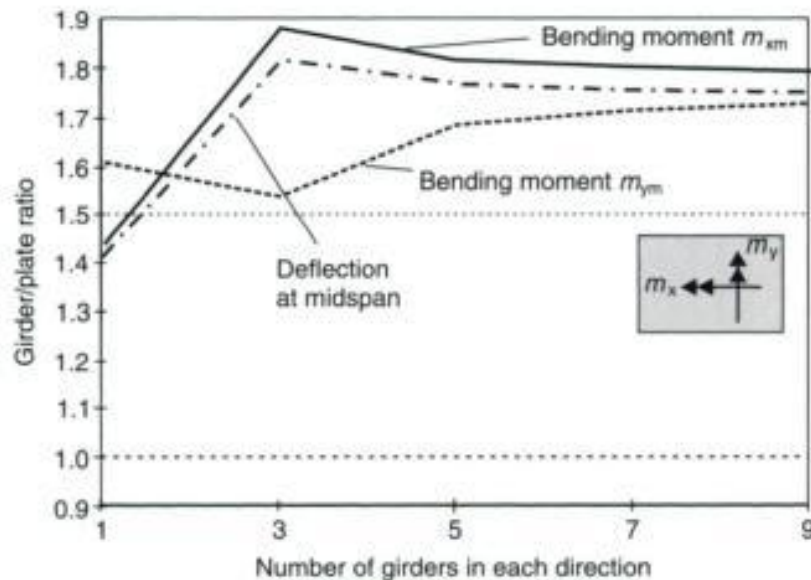 1.9
1.8
1.7
1.6
1.5
1.4
1.3
1.2
1.1
1.0
0.9
Girder/plate ratio
Bending moment mxm
Bending moment mym
Deflection
at midspan
my
mx
1
3
5
7
9
Number of girders in each direction